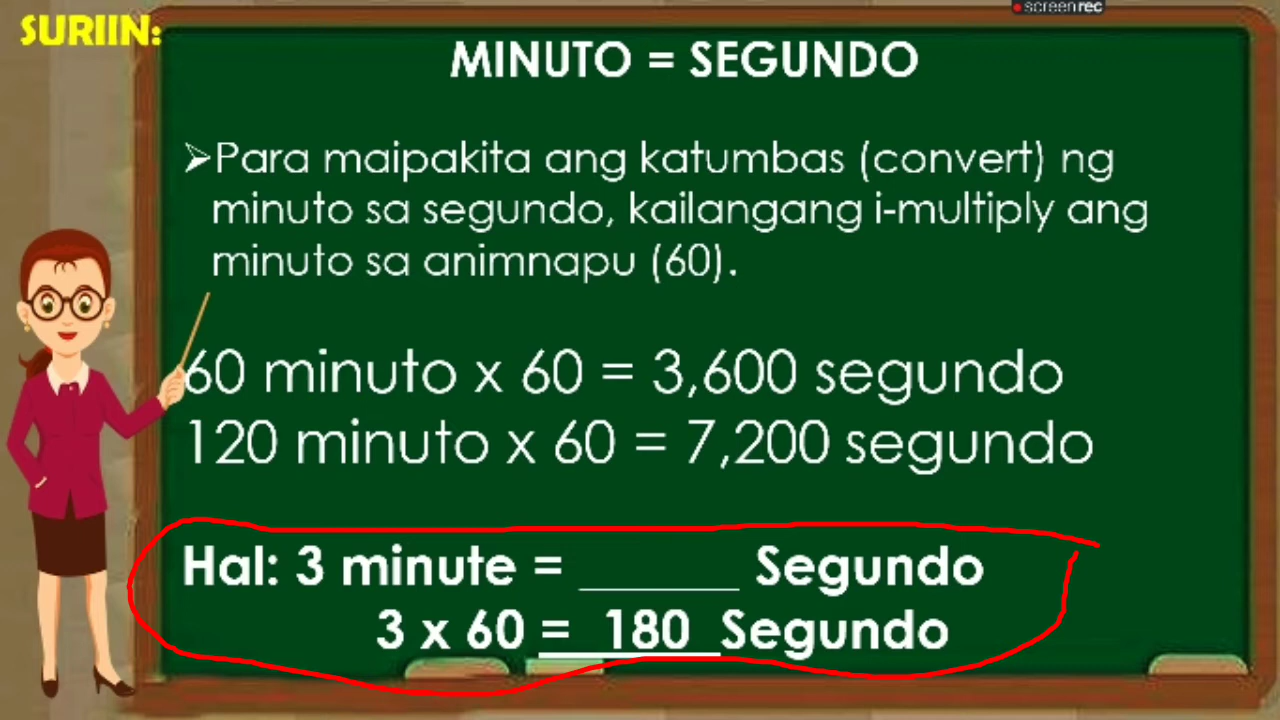 screenrec
SURIIN:
MINUTO = SEGUNDO
➢Para maipakita ang katumbas (convert) ng
minuto sa segundo, kailangang i-multiply ang
minuto sa animnapu (60).
60 minuto x 60 = 3,600 segundo
120 minuto x 60 = 7,200 segundo
Hal: 3 minute = ______ Segundo
3 x 60 = 180 Segundo